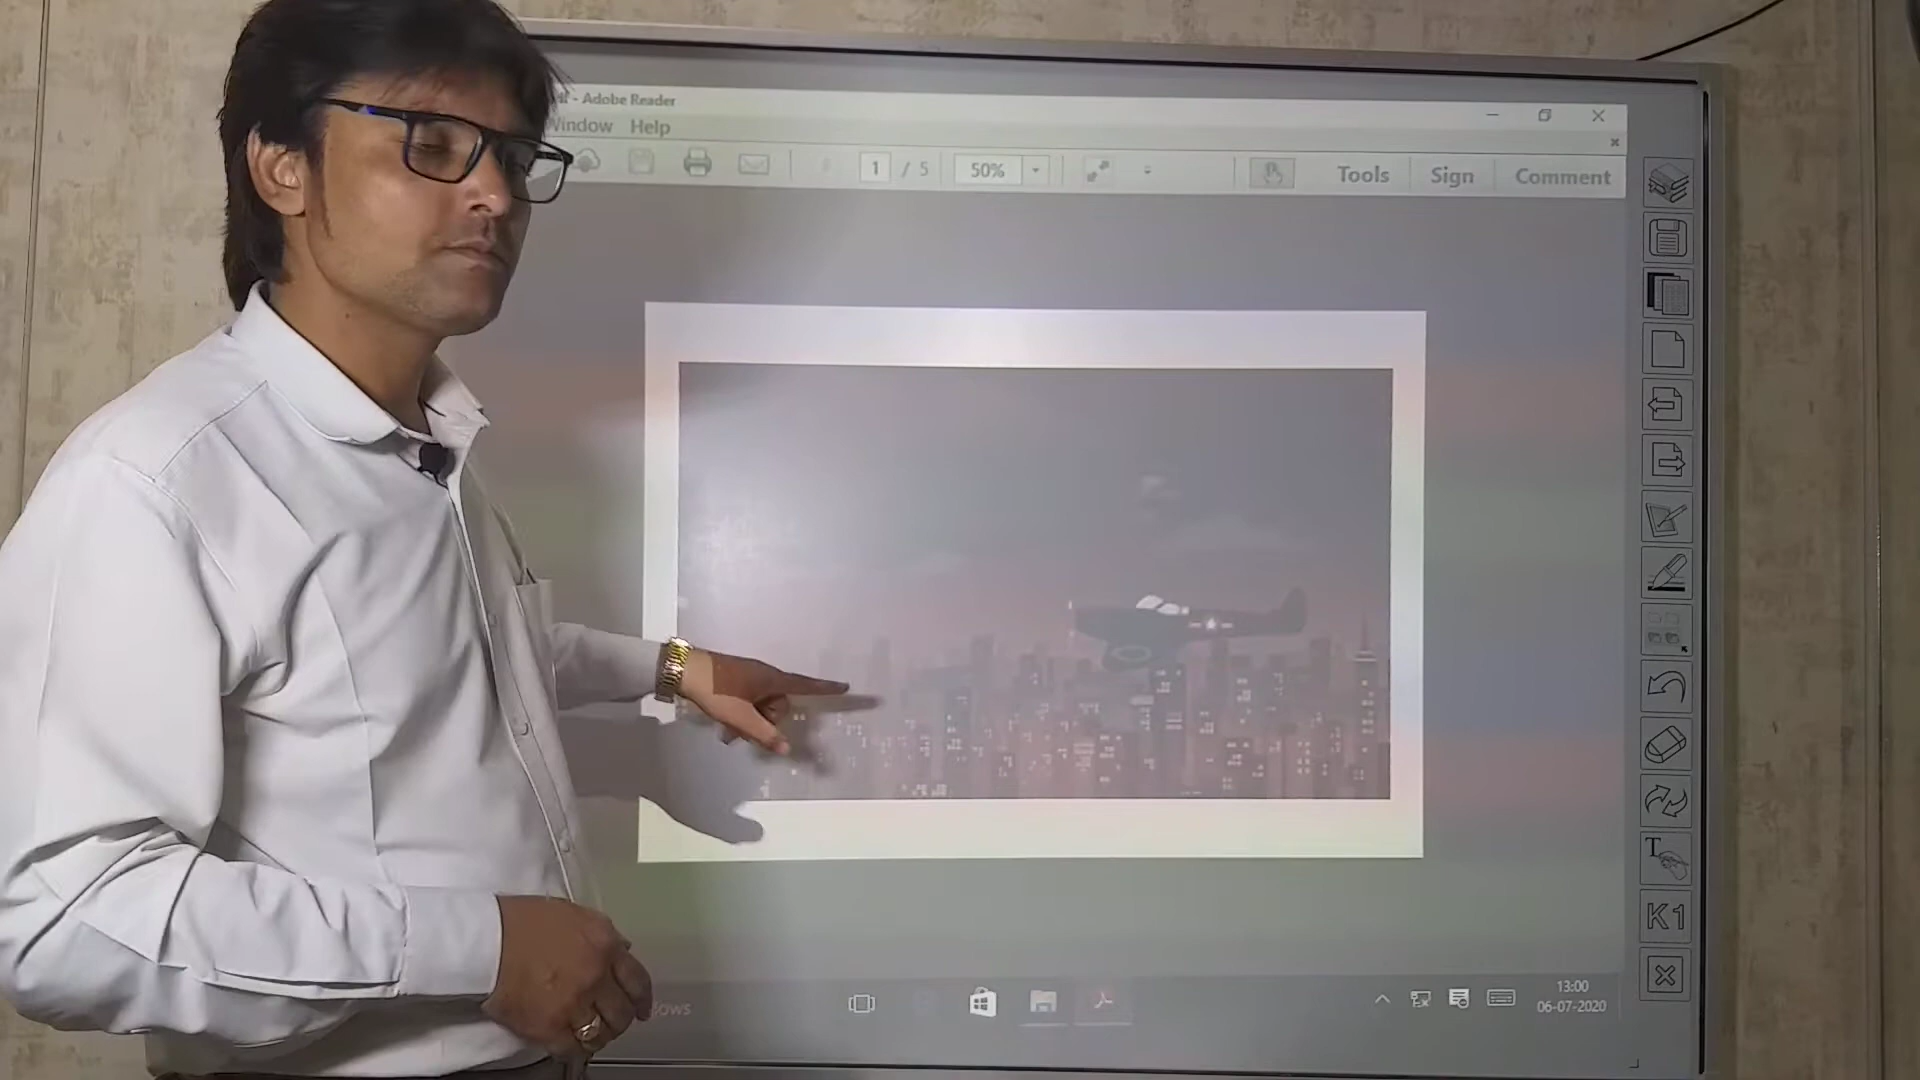 - Adobe Reader
Window Help
1 / 5 50% Tools Sign Comment
T
K1
13:00
06-07-2020